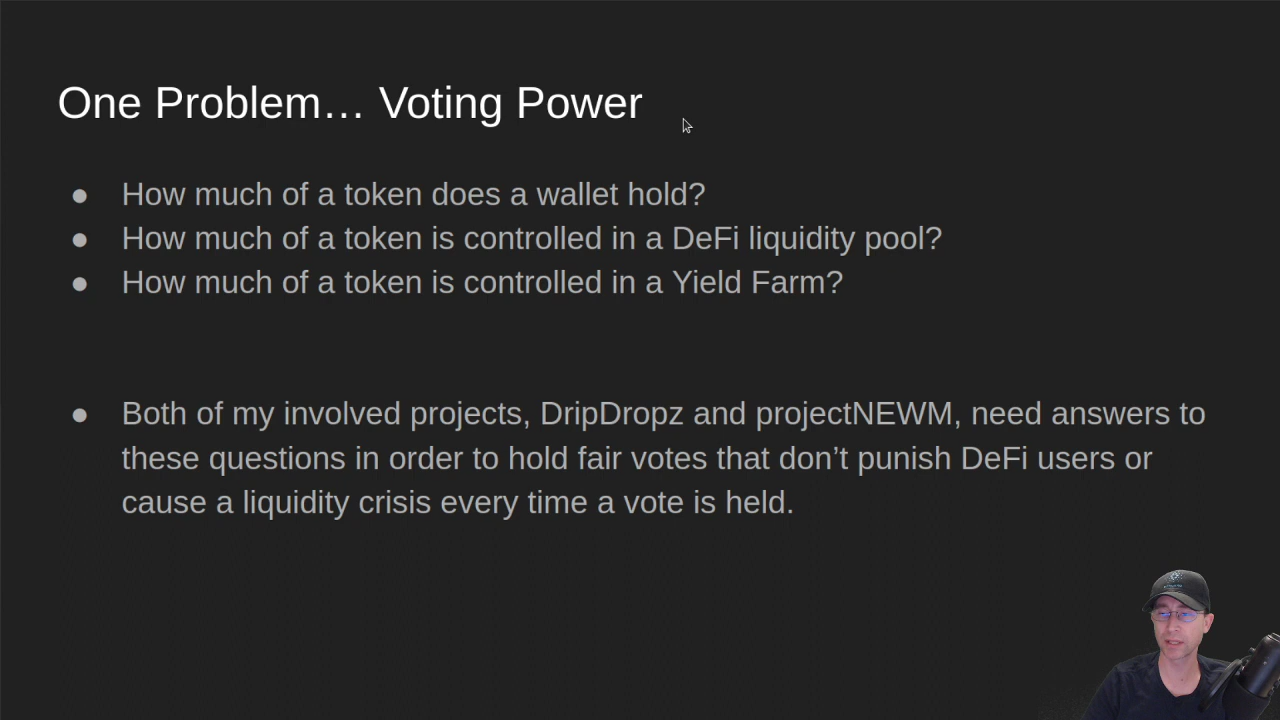 One Problem… Voting Power
● How much of a token does a wallet hold?
● How much of a token is controlled in a DeFi liquidity pool?
● How much of a token is controlled in a Yield Farm?
● Both of my involved projects, DripDropz and projectNEWM, need answers to
these questions in order to hold fair votes that don’t punish DeFi users or
cause a liquidity crisis every time a vote is held.